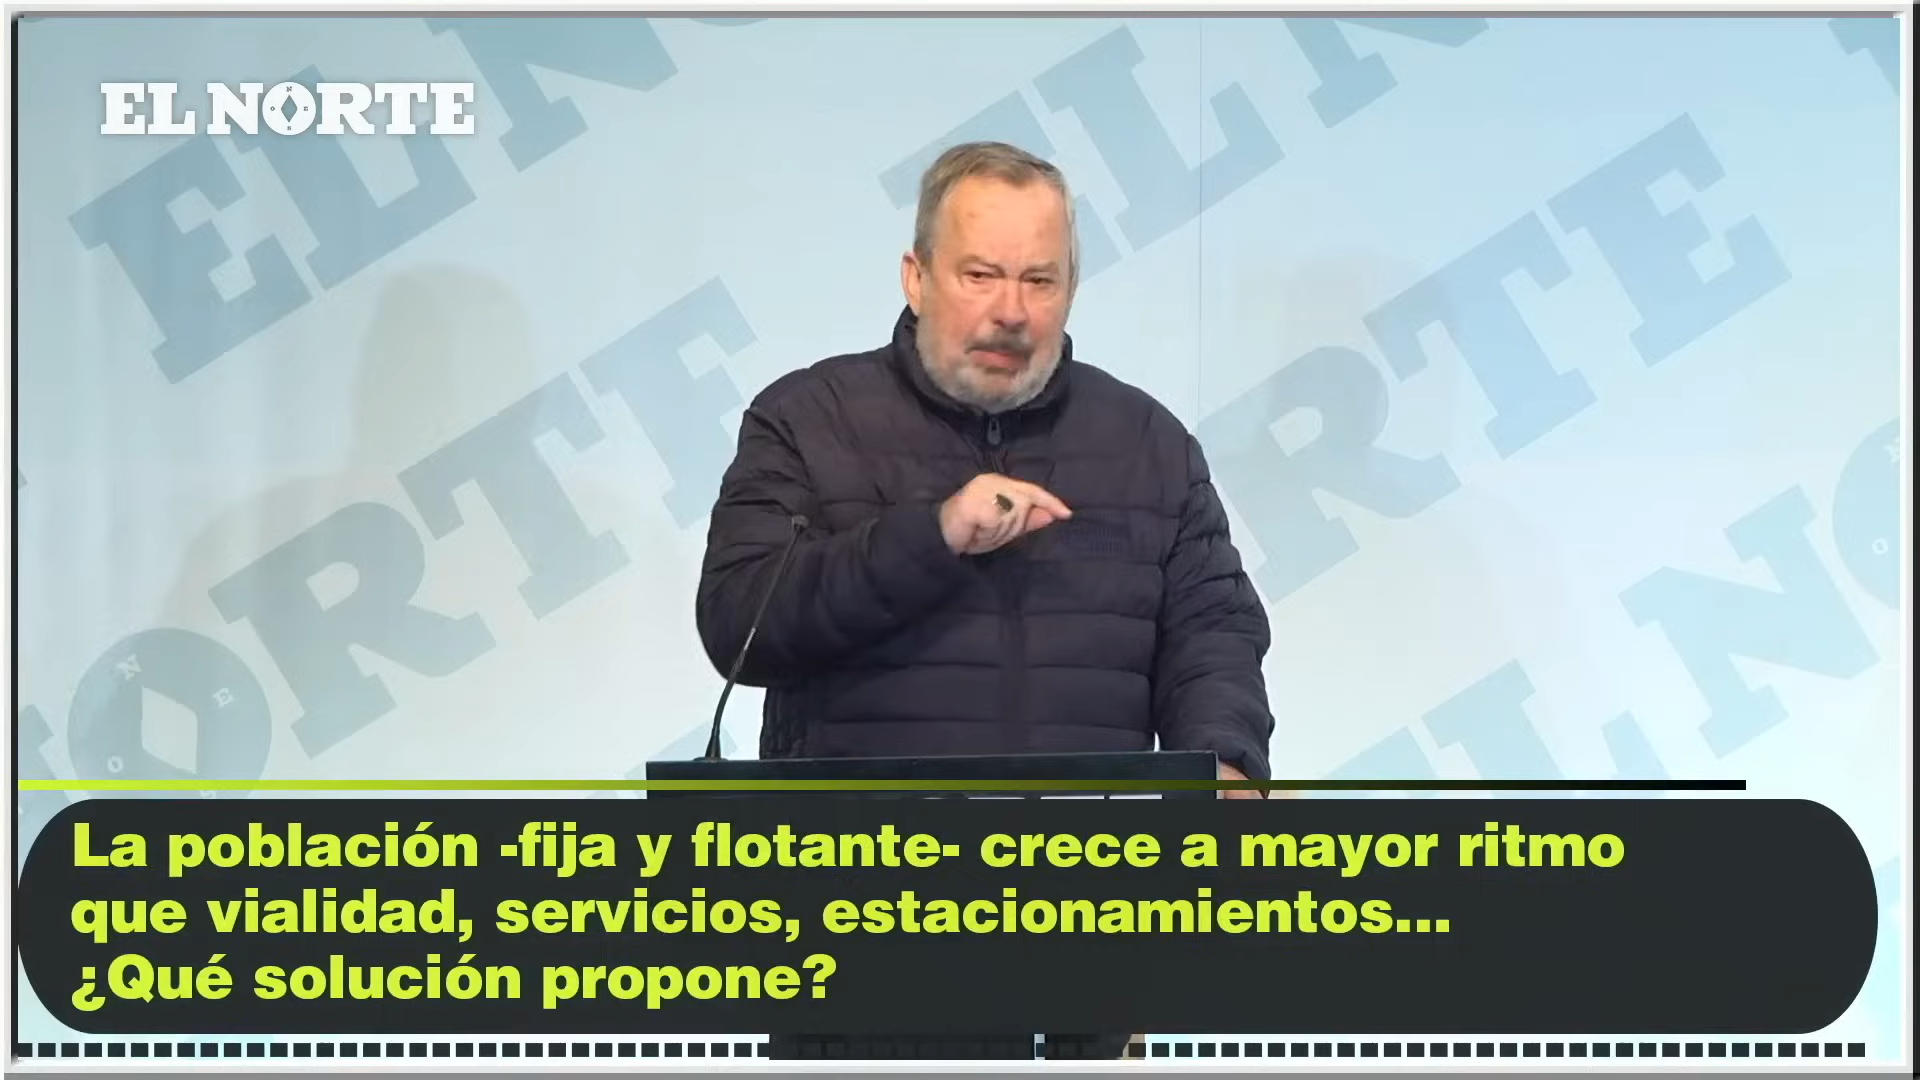 EL NORTE
La población -fija y flotante- crece a mayor ritmo
que vialidad, servicios, estacionamientos...
¿Qué solución propone?